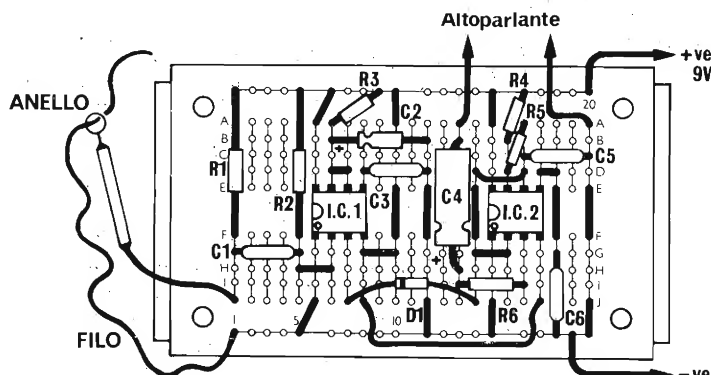 Altoparlante
+ve
9V
ANELLO
FILO
R3
C2
R4
R5
20
A
B
C
D
E
A
B
D
E
+
R1
R2
C3
C4
C5
I.C.1
I.C.2
C1
F
H
I
F
G
H
I
J
+
1
5
10
D1
R6
C6
-ve